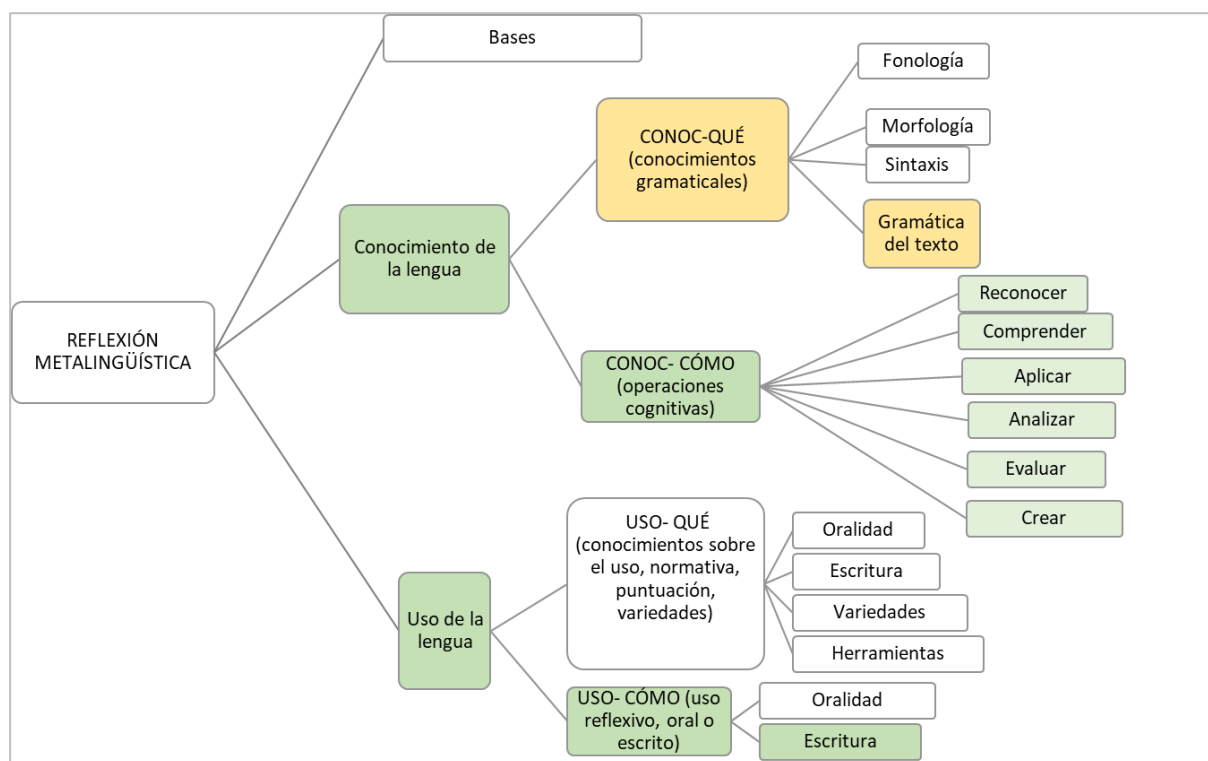 Bases
Fonología
CONOC-QUÉ
(conocimientos
gramaticales)
Morfología
Sintaxis
Gramática
del texto
Conocimiento de
la lengua
Reconocer
Comprender
REFLEXIÓN
METALINGÜÍSTICA
CONOC- CÓMO
(operaciones
cognitivas)
Aplicar
Analizar
Evaluar
Crear
USO- QUÉ
(conocimientos sobre
el uso, normativa,
puntuación,
variedades)
Oralidad
Escritura
Variedades
Herramientas
Uso de la
lengua
USO- CÓMO (uso
reflexivo, oral o
escrito)
Oralidad
Escritura